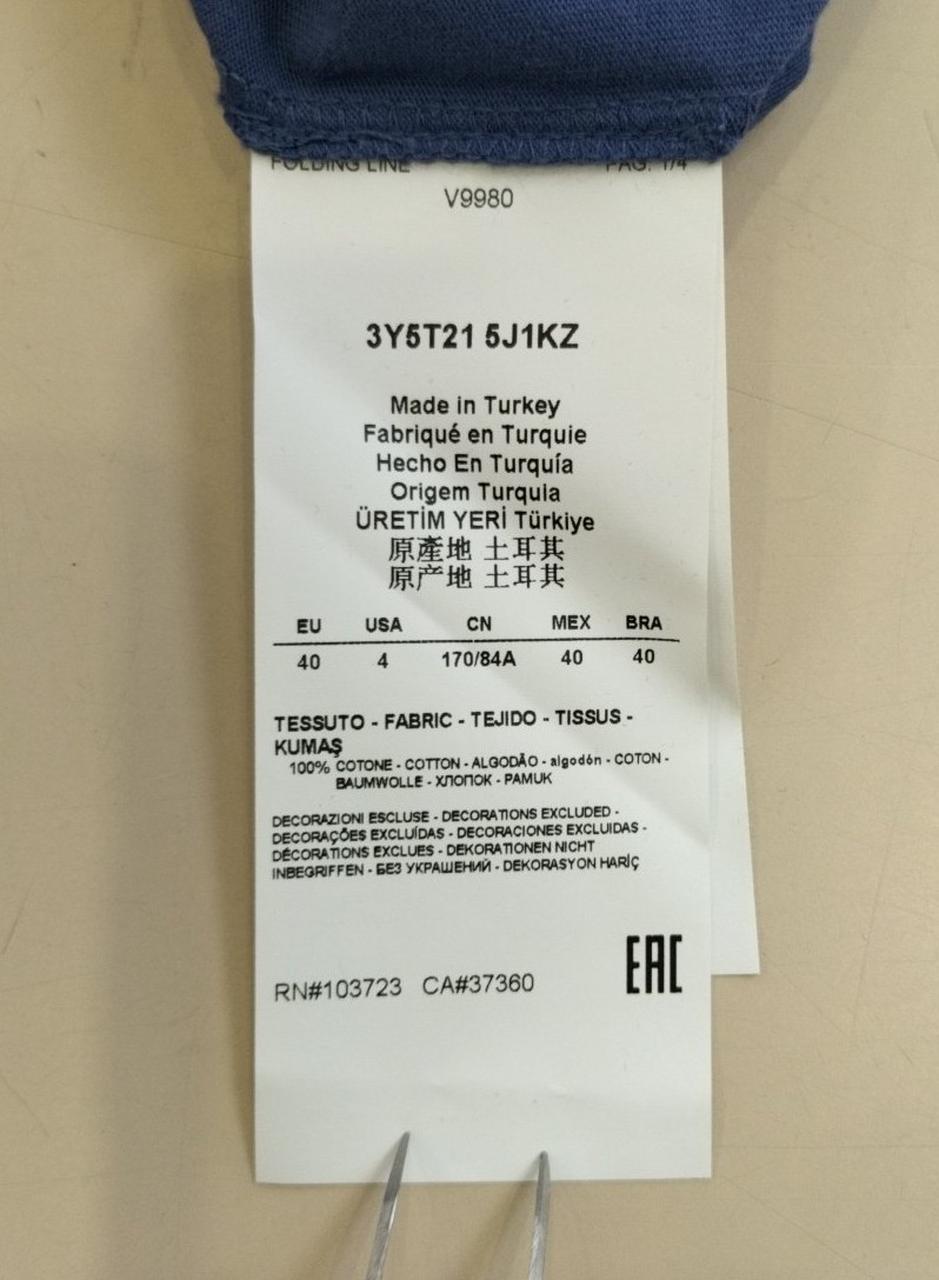 FOLDING LINE PAG. 1/4
V9980
3Y5T21 5J1KZ
Made in Turkey
Fabriqué en Turquie
Hecho En Turquía
Origem Turquia
ÜRETİM YERİ Türkiye
原產地 土耳其
原产地 土耳其
EU USA CN MEX BRA
40 4 170/84A 40 40
TESSUTO - FABRIC - TEJIDO - TISSUS -
KUMAŞ
100% COTONE - COTTON - ALGODÃO - algodón - COTON -
BAUMWOLLE - ХЛОПОК - PAMUK
DECORAZIONI ESCLUSE - DECORATIONS EXCLUDED -
DECORAÇÕES EXCLUÍDAS - DECORACIONES EXCLUIDAS -
DÉCORATIONS EXCLUES - DEKORATIONEN NICHT
INBEGRIFFEN - БЕЗ УКРАШЕНИЙ - DEKORASYON HARİÇ
EAC
RN#103723 CA#37360